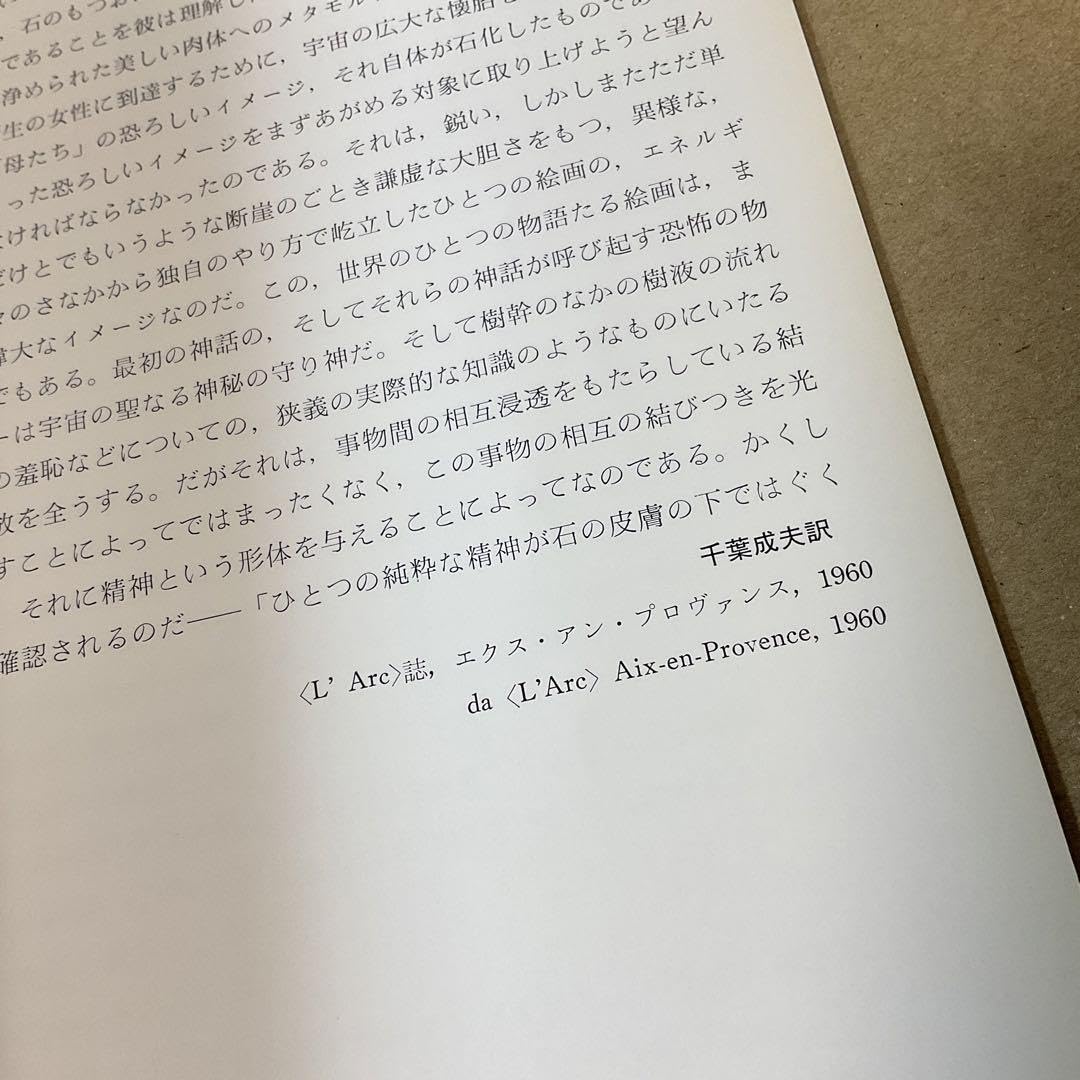 ，石のもつお
であることを彼は理解し
浄められた美しい肉体へのメタモル
生の女性に到達するために，宇宙の広大な懐胎と
「母たち」の恐ろしいイメージ，それ自体が石化したものであ
った恐ろしいイメージをまずあがめる対象に取り上げようと望ん
ければならなかったのである。それは，鋭い，しかしまたただ単
だけとでもいうような断崖のごとき謙虚な大胆さをもつ，異様な，
のさなかから独自のやり方で屹立したひとつの絵画の，エネルギ
偉大なイメージなのだ。この，世界のひとつの物語たる絵画は，ま
でもある。最初の神話の，そしてそれらの神話が呼び起す恐怖の物
ーは宇宙の聖なる神秘の守り神だ。そして樹幹のなかの樹液の流れ
の羞恥などについての，狭義の実際的な知識のようなものにいたる
放を全うする。だがそれは，事物間の相互浸透をもたらしている結
すことによってではまったくなく，この事物の相互の結びつきを光
それに精神という形体を与えることによってなのである。かくし
確認されるのだ――「ひとつの純粋な精神が石の皮膚の下ではぐく
千葉成夫訳
〈L' Arc〉誌，エクス・アン・プロヴァンス，1960
da 〈L'Arc〉 Aix-en-Provence, 1960